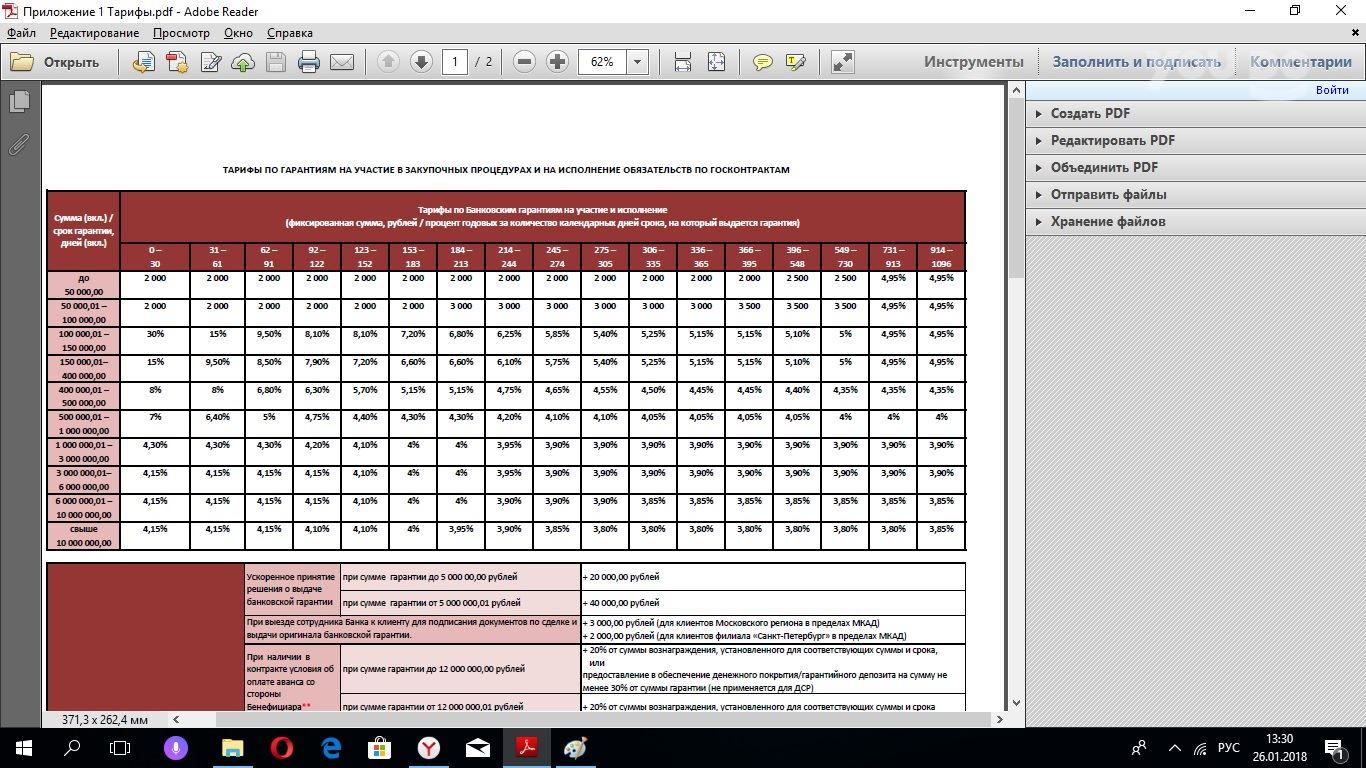 Приложение 1 Тарифы.pdf - Adobe Reader
Файл Редактирование Просмотр Окно Справка
Открыть 1 / 2 62% Инструменты Заполнить и подписать Комментарии
Войти
Создать PDF
Редактировать PDF
Объединить PDF
Отправить файлы
Хранение файлов
ТАРИФЫ ПО ГАРАНТИЯМ НА УЧАСТИЕ В ЗАКУПОЧНЫХ ПРОЦЕДУРАХ И НА ИСПОЛНЕНИЕ ОБЯЗАТЕЛЬСТВ ПО ГОСКОНТРАКТАМ
Сумма (вкл.) /
срок гарантии,
дней (вкл.)
Тарифы по Банковским гарантиям на участие и исполнение
(фиксированная сумма, рублей / процент годовых за количество календарных дней срока, на который выдается гарантия)
0 – 31 – 62 – 92 – 123 – 153 – 184 – 214 – 245 – 275 – 306 – 336 – 366 – 396 – 549 – 731 – 914 –
30 61 91 122 152 183 213 244 274 305 335 365 395 548 730 913 1096
до 2 000 2 000 2 000 2 000 2 000 2 000 2 000 2 000 2 000 2 000 2 000 2 000 2 000 2 500 2 500 4,95% 4,95%
50 000,00
50 000,01 – 2 000 2 000 2 000 2 000 2 000 2 000 3 000 3 000 3 000 3 000 3 000 3 000 3 500 3 500 3 500 4,95% 4,95%
100 000,00
100 000,01 – 30% 15% 9,50% 8,10% 8,10% 7,20% 6,80% 6,25% 5,85% 5,40% 5,25% 5,15% 5,15% 5,10% 5% 4,95% 4,95%
150 000,00
150 000,01– 15% 9,50% 8,50% 7,90% 7,20% 6,60% 6,60% 6,10% 5,75% 5,40% 5,25% 5,15% 5,15% 5,10% 5% 4,95% 4,95%
400 000,00
400 000,01 – 8% 8% 6,80% 6,30% 5,70% 5,15% 5,15% 4,75% 4,65% 4,55% 4,50% 4,45% 4,45% 4,40% 4,35% 4,35% 4,35%
500 000,00
500 000,01 – 7% 6,40% 5% 4,75% 4,40% 4,30% 4,30% 4,20% 4,10% 4,10% 4,05% 4,05% 4,05% 4,05% 4% 4% 4%
1 000 000,00
1 000 000,01 – 4,30% 4,30% 4,30% 4,20% 4,10% 4% 4% 3,95% 3,90% 3,90% 3,90% 3,90% 3,90% 3,90% 3,90% 3,90% 3,90%
3 000 000,00
3 000 000,01– 4,15% 4,15% 4,15% 4,15% 4,10% 4% 4% 3,95% 3,90% 3,90% 3,90% 3,90% 3,90% 3,90% 3,90% 3,90% 3,90%
6 000 000,00
6 000 000,01 – 4,15% 4,15% 4,15% 4,15% 4,10% 4% 4% 3,90% 3,90% 3,90% 3,85% 3,85% 3,85% 3,85% 3,85% 3,85% 3,85%
10 000 000,00
свыше 4,15% 4,15% 4,15% 4,10% 4,10% 4% 3,95% 3,90% 3,85% 3,80% 3,80% 3,80% 3,80% 3,80% 3,80% 3,80% 3,85%
10 000 000,00
Ускоренное принятие
решения о выдаче
банковской гарантии
при сумме гарантии до 5 000 00,00 рублей + 20 000,00 рублей
при сумме гарантии от 5 000 000,01 рублей + 40 000,00 рублей
При выезде сотрудника Банка к клиенту для подписания документов по сделке и
выдачи оригинала банковской гарантии.
+ 3 000,00 рублей (для клиентов Московского региона в пределах МКАД)
+ 2 000,00 рублей (для клиентов филиала «Санкт-Петербург» в пределах МКАД)
При наличии в
контракте условия об
оплате аванса со
стороны
Бенефициара**
при сумме гарантии до 12 000 000,00 рублей
+ 20% от суммы вознаграждения, установленного для соответствующих суммы и срока,
или
предоставление в обеспечение денежного покрытия/гарантийного депозита на сумму не
менее 30% от суммы гарантии (не применяется для ДСР)
при сумме гарантии от 12 000 000,01 рублей + 20% от суммы вознаграждения, установленного для соответствующих суммы и срока
371,3 x 262,4 мм
РУС
13:30
26.01.2018
1